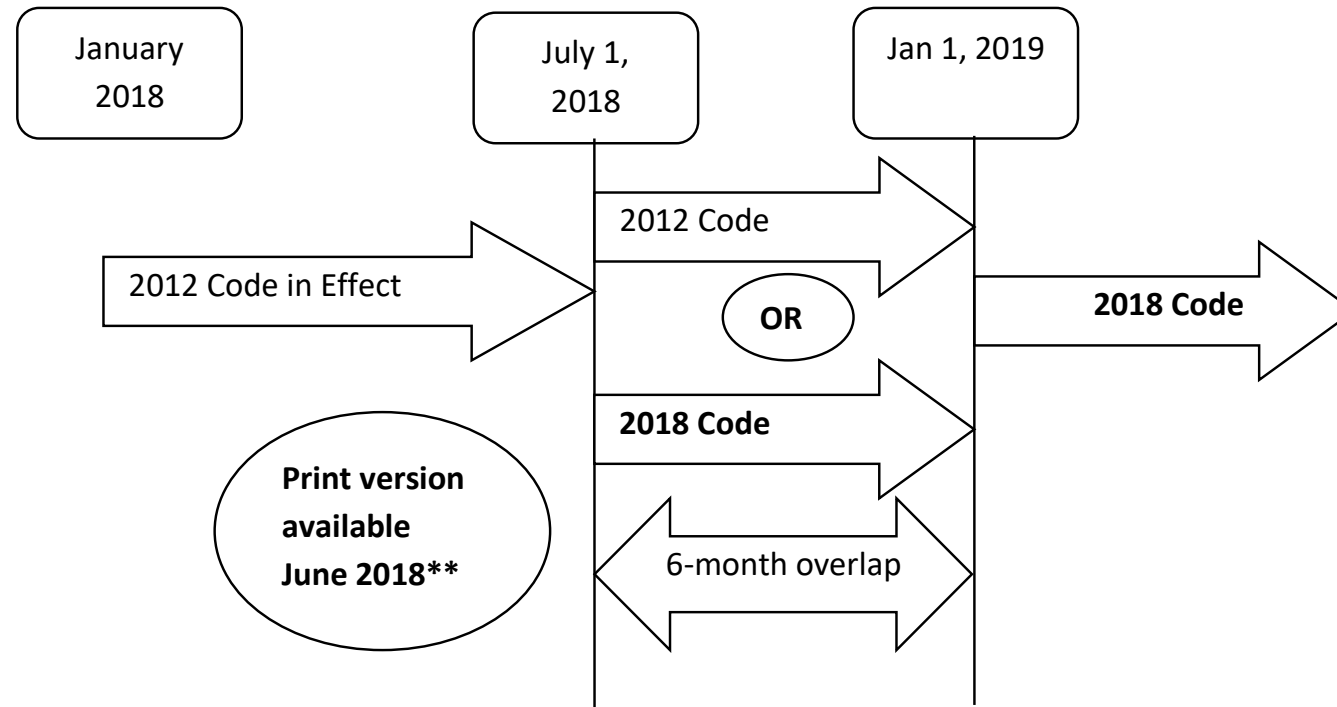 January
2018
July 1,
2018
Jan 1, 2019
2012 Code
2012 Code in Effect
OR
2018 Code
2018 Code
Print version
available
June 2018**
6-month overlap